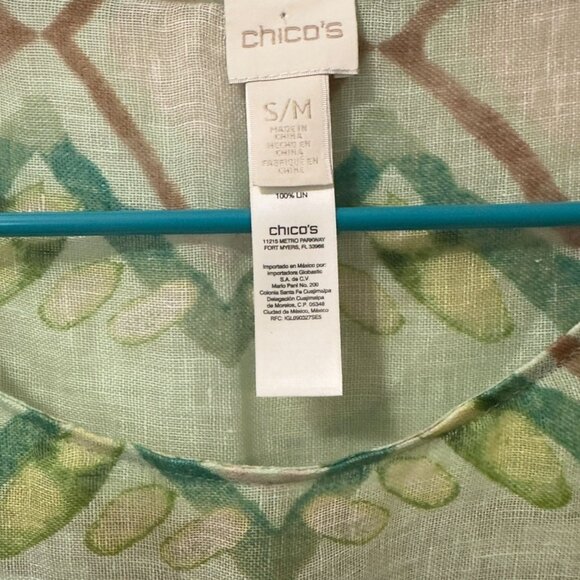 chico's
S/M
MADE IN
CHINA
HECHO EN
CHINA
FABRIQUÉ EN
CHINE
100% LIN
chico's
11215 METRO PARKWAY
FORT MYERS, FL 33966
Importado en México por:
Importadora Globastic
S.A. de C.V
Mario Pani No. 200
Colonia Santa Fe Cuajimalpa
Delegación Cuajimalpa
de Morelos, C.P. 05348
Ciudad de México, México
RFC: IGL090327SE5